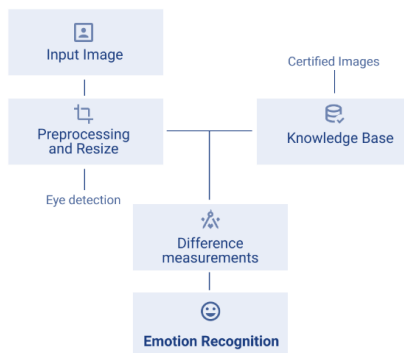 Input Image
Certified Images
Preprocessing
and Resize
Knowledge Base
Eye detection
Difference
measurements
Emotion Recognition